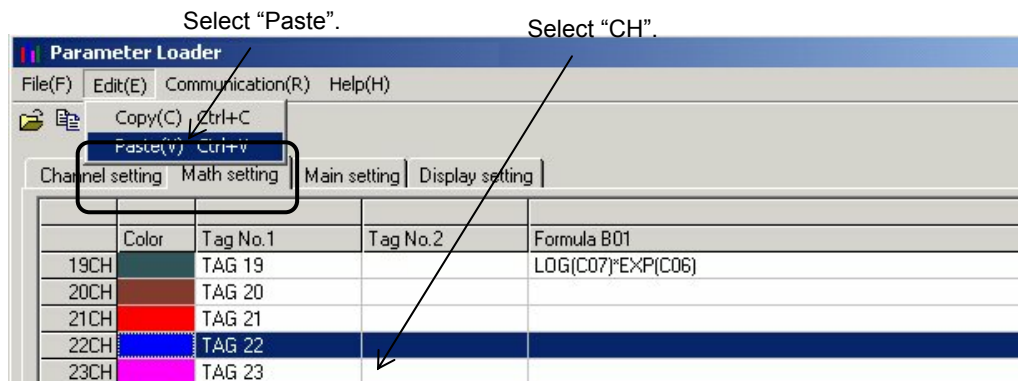 Select “Paste”.
Select “CH”.
Parameter Loader
File(F) Edit(E) Communication(R) Help(H)
Copy(C) Ctrl+C
Paste(V) Ctrl+V
Channel setting Math setting Main setting Display setting
Color Tag No.1 Tag No.2 Formula B01
19CH TAG 19 LOG(C07)*EXP(C06)
20CH TAG 20
21CH TAG 21
22CH TAG 22
23CH TAG 23